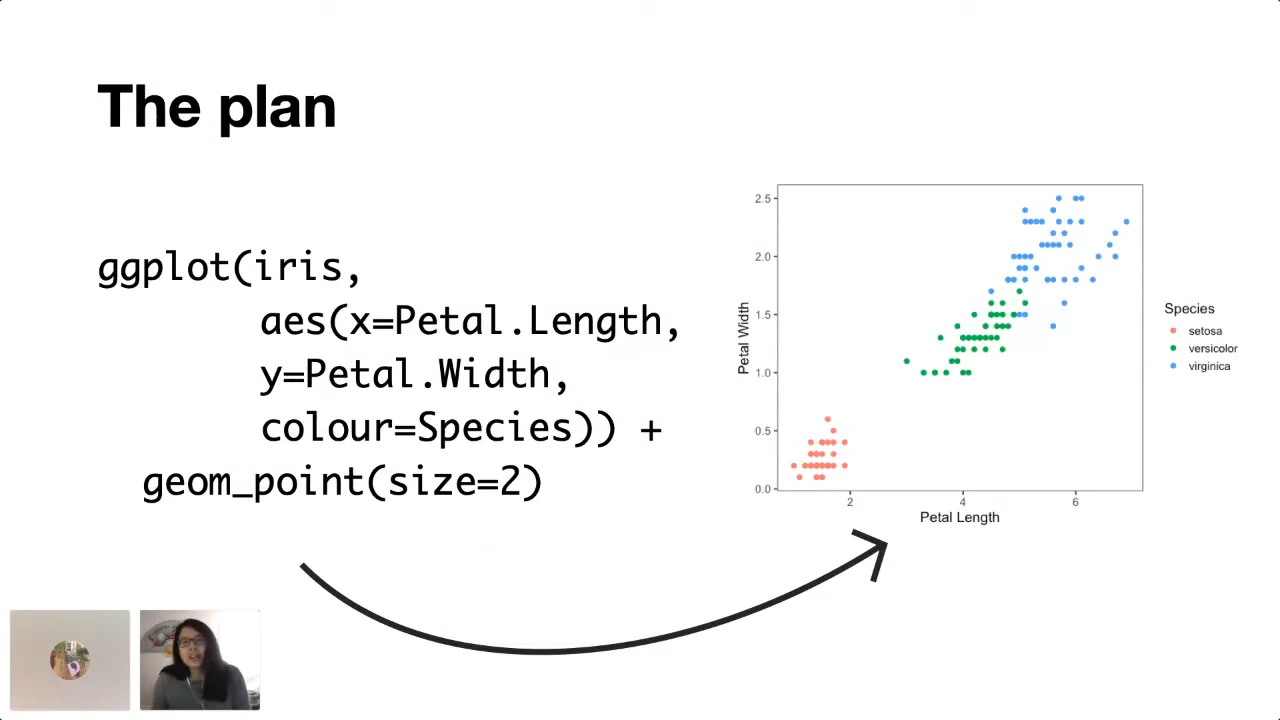 The plan
ggplot(iris,
aes(x=Petal.Length,
y=Petal.Width,
colour=Species)) +
geom_point(size=2)
2.5
2.0
1.5
1.0
0.5
0.0
Petal Width
2 4 6
Petal Length
Species
setosa
versicolor
virginica